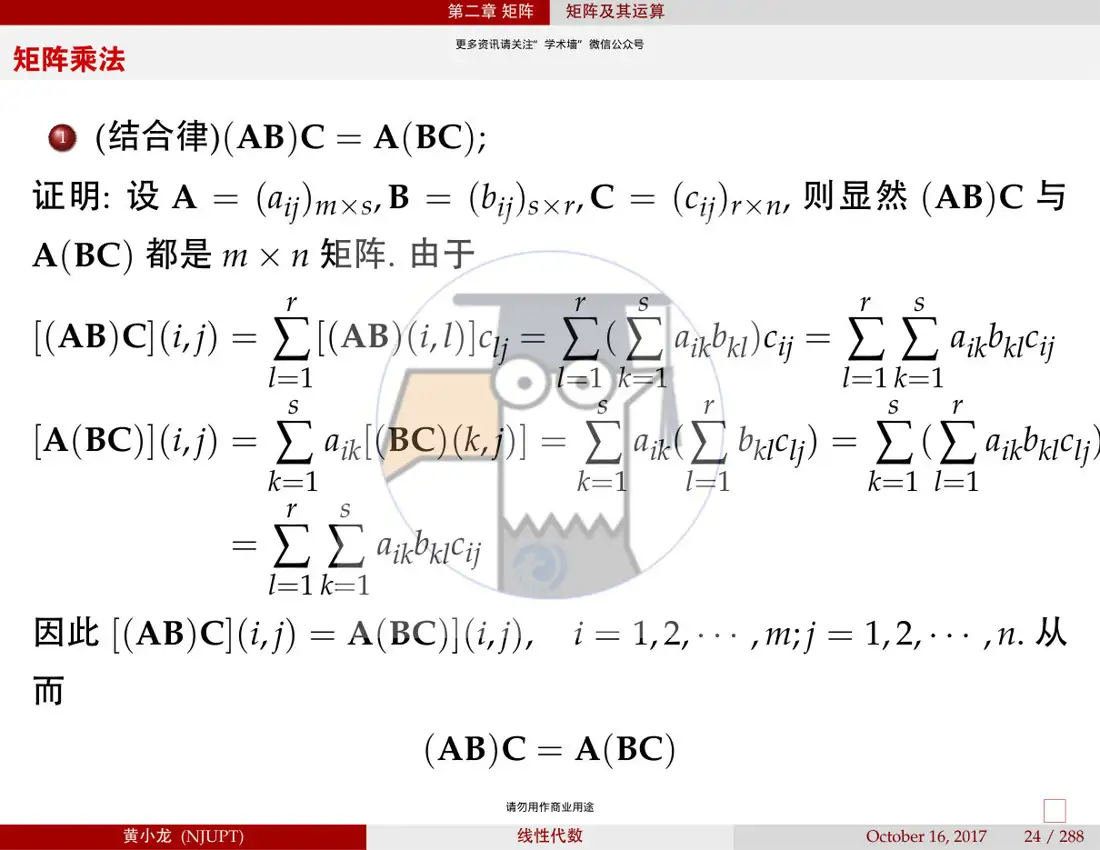 第二章 矩阵 矩阵及其运算
更多资讯请关注“学术墙”微信公众号
矩阵乘法
1 (结合律)(AB)C = A(BC);
证明: 设 A = (a_{ij})_{m×s}, B = (b_{ij})_{s×r}, C = (c_{ij})_{r×n}, 则显然 (AB)C 与
A(BC) 都是 m × n 矩阵. 由于
[(AB)C](i, j) = ∑_{l=1}^{r} [(AB)(i, l)]c_{lj} = ∑_{l=1}^{r} (∑_{k=1}^{s} a_{ik}b_{kl})c_{ij} = ∑_{l=1}^{r} ∑_{k=1}^{s} a_{ik}b_{kl}c_{ij}
[A(BC)](i, j) = ∑_{k=1}^{s} a_{ik}[(BC)(k, j)] = ∑_{k=1}^{s} a_{ik}(∑_{l=1}^{r} b_{kl}c_{lj}) = ∑_{k=1}^{s} (∑_{l=1}^{r} a_{ik}b_{kl}c_{lj})
= ∑_{l=1}^{r} ∑_{k=1}^{s} a_{ik}b_{kl}c_{ij}
因此 [(AB)C](i, j) = A(BC)](i, j), i = 1, 2, ⋯ , m; j = 1, 2, ⋯ , n. 从
而
(AB)C = A(BC)
请勿用作商业用途
黄小龙 (NJUPT) 线性代数 October 16, 2017 24 / 288